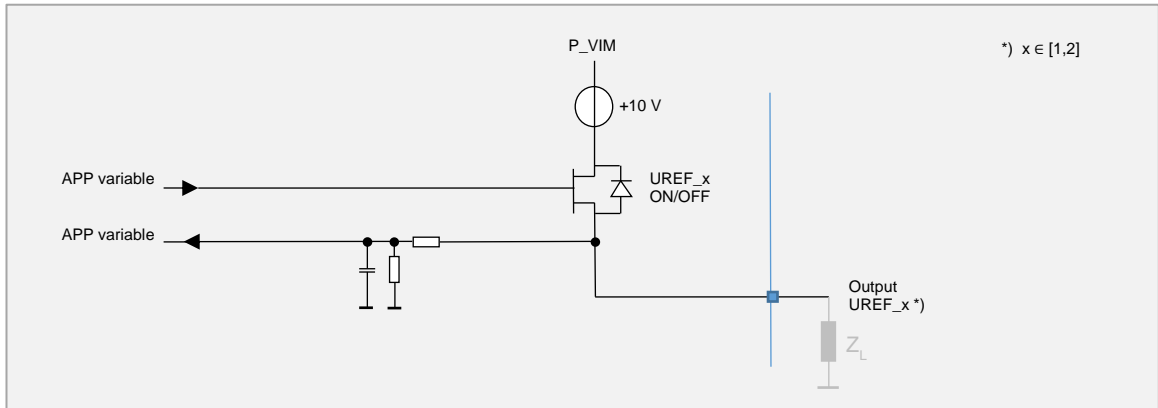 P_VIM
*) x ∈ [1,2]
+10 V
APP variable
UREF_x
ON/OFF
APP variable
Output
UREF_x *)
Z_L